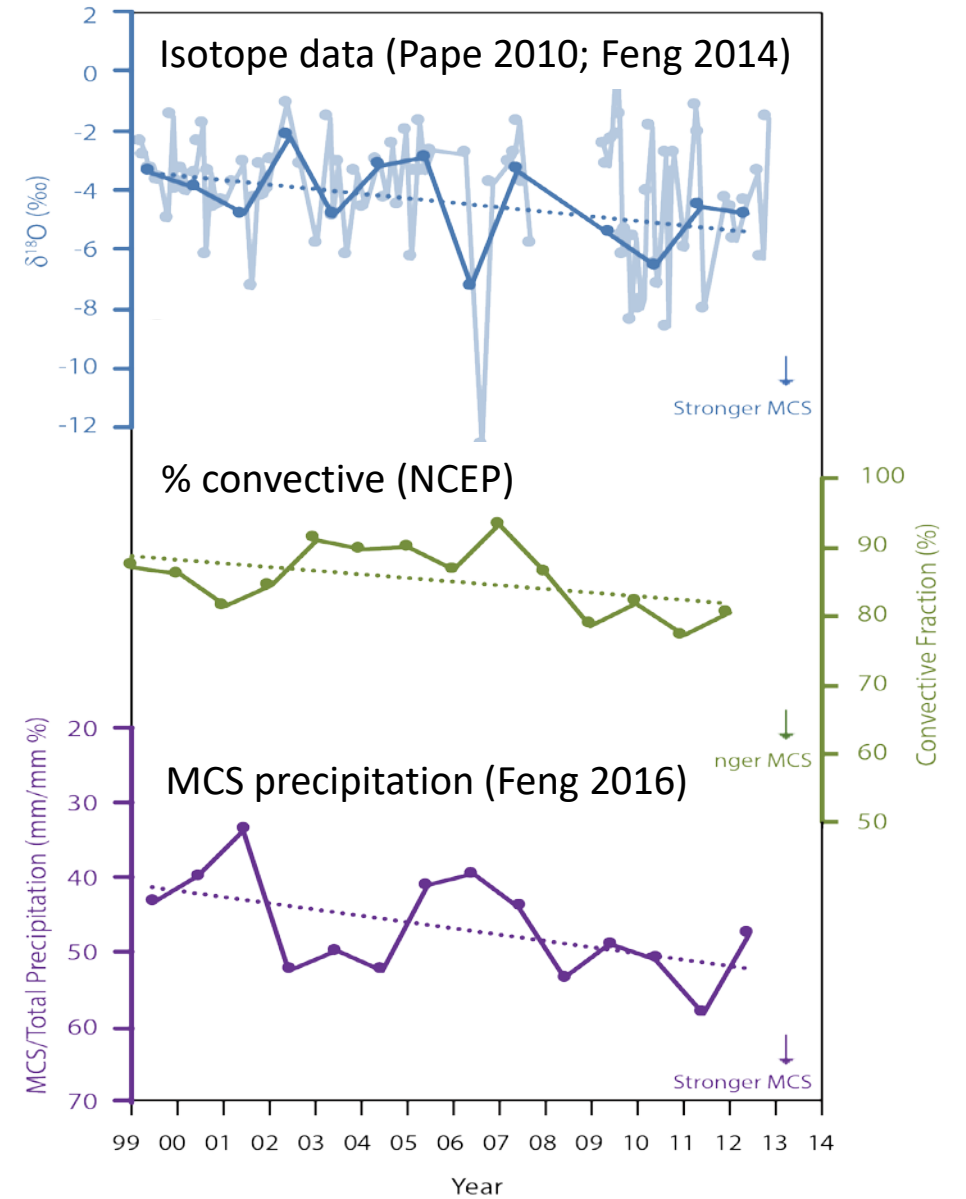 Isotope data (Pape 2010; Feng 2014)
2
0
-2
-4
-6
-8
-10
-12
δ¹⁸O (‰)
Stronger MCS
% convective (NCEP)
100
90
80
70
60
50
Convective Fraction (%)
nger MCS
MCS precipitation (Feng 2016)
20
30
40
50
60
70
MCS/Total Precipitation (mm/mm %)
Stronger MCS
99 00 01 02 03 04 05 06 07 08 09 10 11 12 13 14
Year